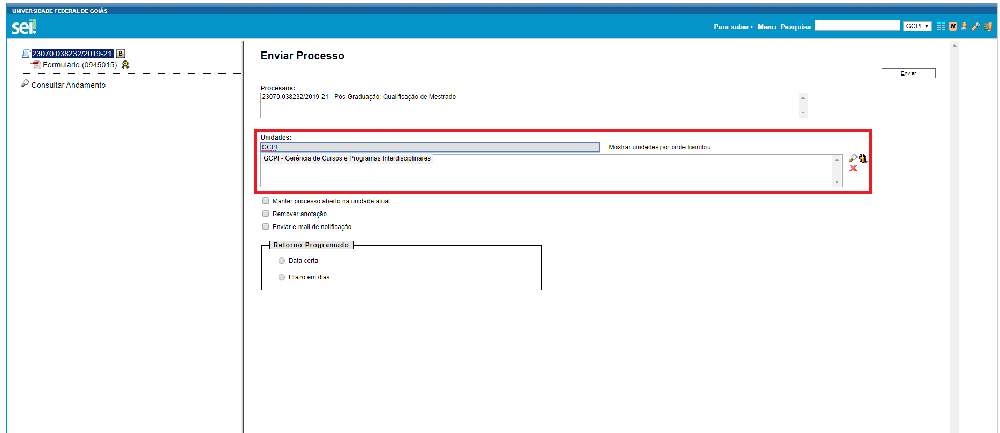 UNIVERSIDADE FEDERAL DE GOIÁS
sei!
Para saber+ Menu Pesquisa GCPI
N
23070.038232/2019-21 B
Formulário (0945015)
Consultar Andamento
Enviar Processo
Enviar
Processos:
23070.038232/2019-21 - Pós-Graduação: Qualificação de Mestrado
Unidades:
GCPI Mostrar unidades por onde tramitou
GCPI - Gerência de Cursos e Programas Interdisciplinares
Manter processo aberto na unidade atual
Remover anotação
Enviar e-mail de notificação
Retorno Programado
Data certa
Prazo em dias